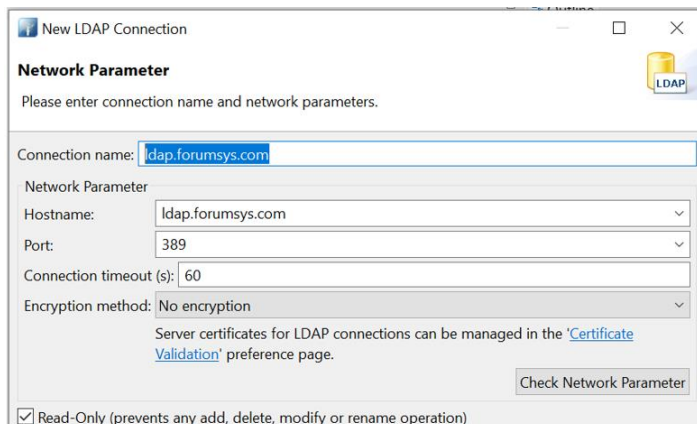 Outline
New LDAP Connection
Network Parameter
LDAP
Please enter connection name and network parameters.
Connection name: ldap.forumsys.com
Network Parameter
Hostname: ldap.forumsys.com
Port: 389
Connection timeout (s): 60
Encryption method: No encryption
Server certificates for LDAP connections can be managed in the 'Certificate
Validation' preference page.
Check Network Parameter
Read-Only (prevents any add, delete, modify or rename operation)